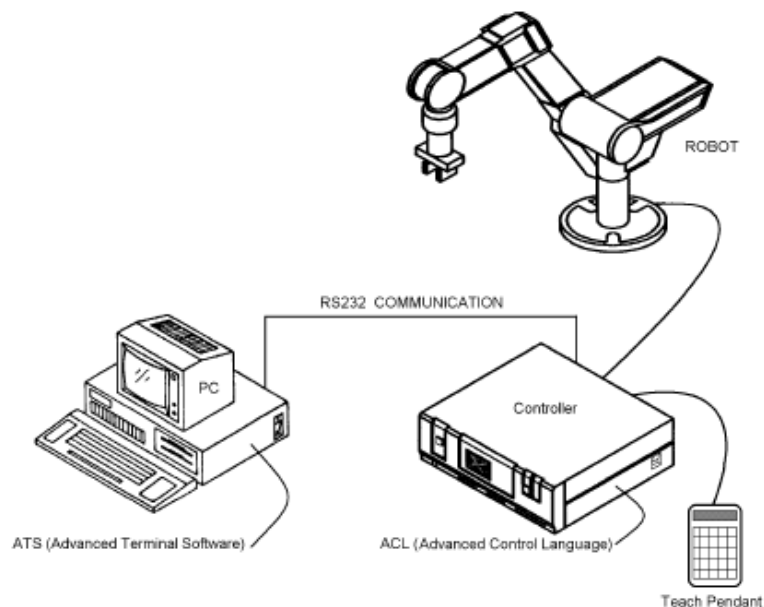 ROBOT
RS232 COMMUNICATION
PC
Controller
ATS (Advanced Terminal Software)
ACL (Advanced Control Language)
Teach Pendant